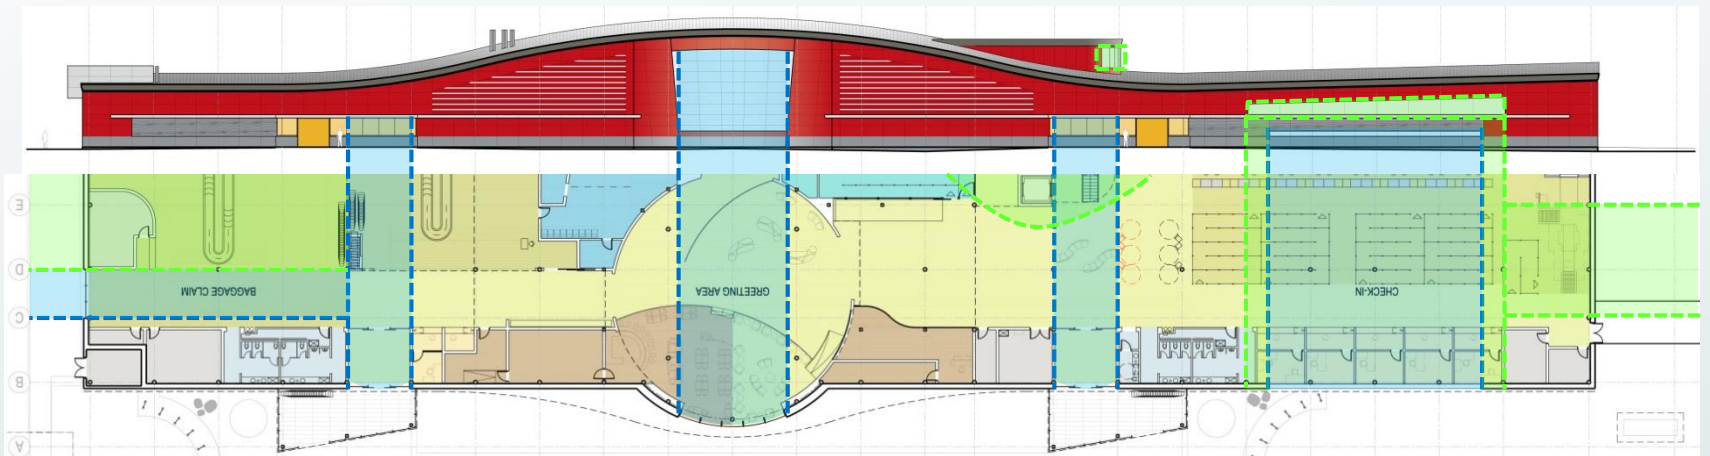 E
D
BAGGAGE CLAIM
GREETING AREA
CHECK-IN
C
B
A